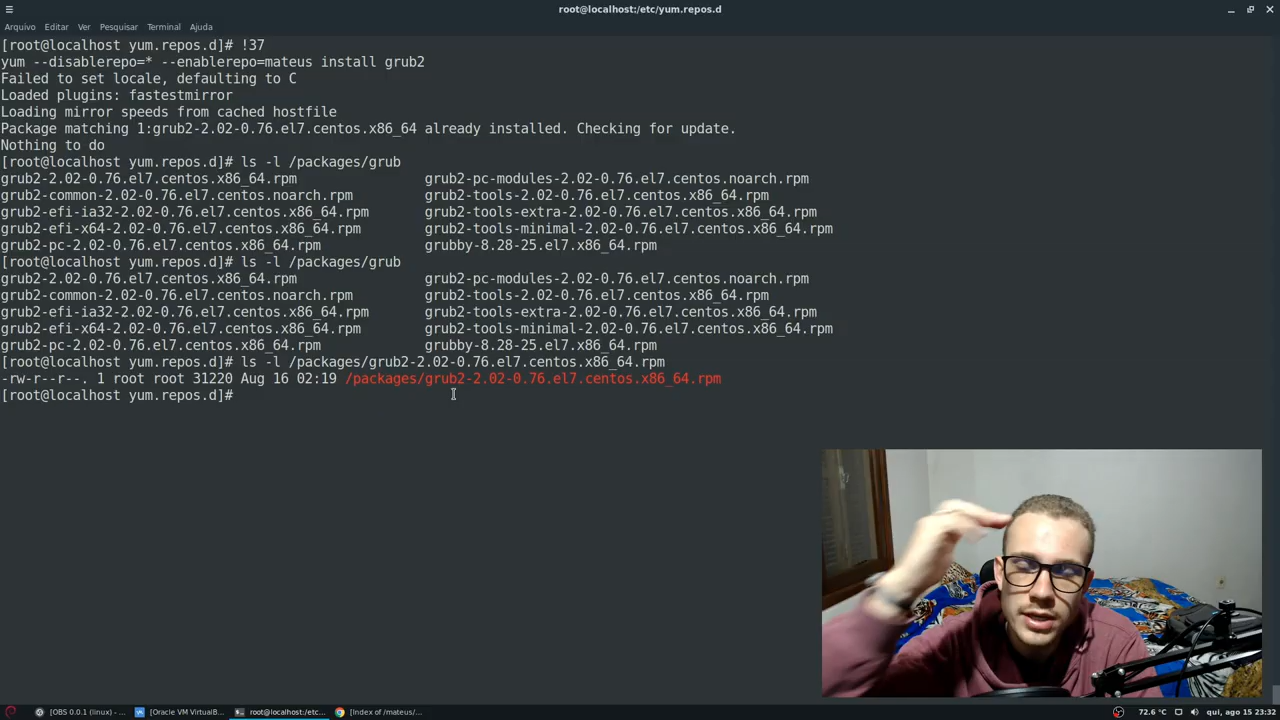 root@localhost:/etc/yum.repos.d
Arquivo Editar Ver Pesquisar Terminal Ajuda
[root@localhost yum.repos.d]# !37
yum --disablerepo=* --enablerepo=mateus install grub2
Failed to set locale, defaulting to C
Loaded plugins: fastestmirror
Loading mirror speeds from cached hostfile
Package matching 1:grub2-2.02-0.76.el7.centos.x86_64 already installed. Checking for update.
Nothing to do
[root@localhost yum.repos.d]# ls -l /packages/grub
grub2-2.02-0.76.el7.centos.x86_64.rpm grub2-pc-modules-2.02-0.76.el7.centos.noarch.rpm
grub2-common-2.02-0.76.el7.centos.noarch.rpm grub2-tools-2.02-0.76.el7.centos.x86_64.rpm
grub2-efi-ia32-2.02-0.76.el7.centos.x86_64.rpm grub2-tools-extra-2.02-0.76.el7.centos.x86_64.rpm
grub2-efi-x64-2.02-0.76.el7.centos.x86_64.rpm grub2-tools-minimal-2.02-0.76.el7.centos.x86_64.rpm
grub2-pc-2.02-0.76.el7.centos.x86_64.rpm grubby-8.28-25.el7.x86_64.rpm
[root@localhost yum.repos.d]# ls -l /packages/grub
grub2-2.02-0.76.el7.centos.x86_64.rpm grub2-pc-modules-2.02-0.76.el7.centos.noarch.rpm
grub2-common-2.02-0.76.el7.centos.noarch.rpm grub2-tools-2.02-0.76.el7.centos.x86_64.rpm
grub2-efi-ia32-2.02-0.76.el7.centos.x86_64.rpm grub2-tools-extra-2.02-0.76.el7.centos.x86_64.rpm
grub2-efi-x64-2.02-0.76.el7.centos.x86_64.rpm grub2-tools-minimal-2.02-0.76.el7.centos.x86_64.rpm
grub2-pc-2.02-0.76.el7.centos.x86_64.rpm grubby-8.28-25.el7.x86_64.rpm
[root@localhost yum.repos.d]# ls -l /packages/grub2-2.02-0.76.el7.centos.x86_64.rpm
-rw-r--r--. 1 root root 31220 Aug 16 02:19 /packages/grub2-2.02-0.76.el7.centos.x86_64.rpm
[root@localhost yum.repos.d]#
[OBS 0.0.1 (linux) - ... [Oracle VM VirtualB... root@localhost:/etc... [Index of /mateus/... 72.6 °C qui, ago 15 23:32